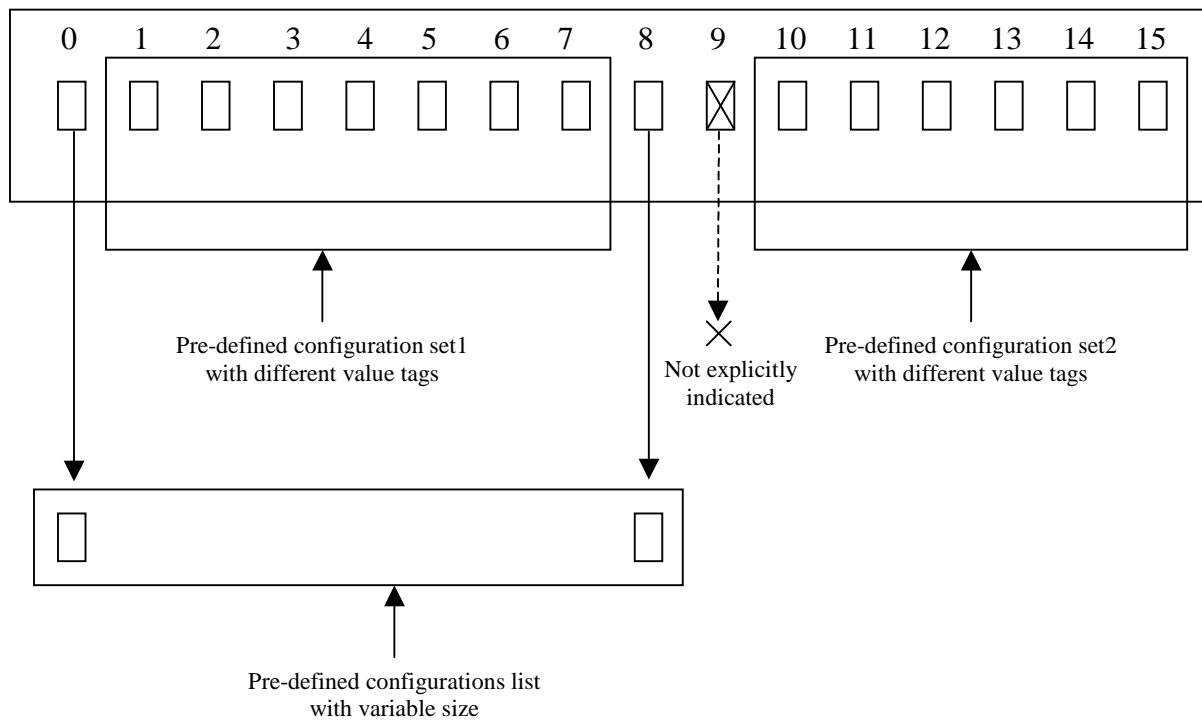 0 1 2 3 4 5 6 7 8 9 10 11 12 13 14 15
Pre-defined configuration set1
with different value tags
Not explicitly
indicated
Pre-defined configuration set2
with different value tags
Pre-defined configurations list
with variable size